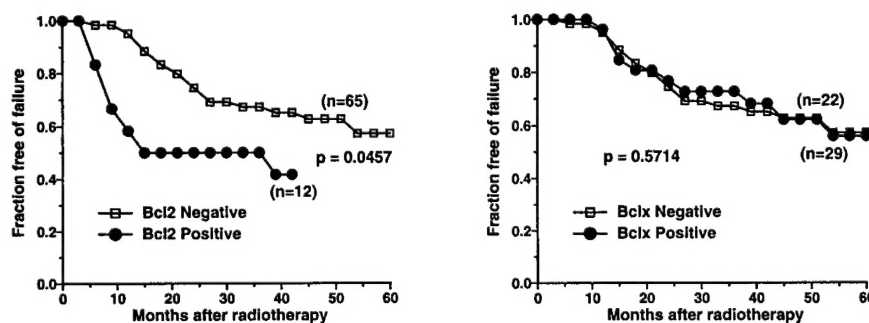 Fraction free of failure
1.0
0.8
0.6
0.4
0.2
0.0
(n=65)
p = 0.0457
(n=12)
Bcl2 Negative
Bcl2 Positive
0 10 20 30 40 50 60
Months after radiotherapy
Fraction free of failure
1.0
0.8
0.6
0.4
0.2
0.0
(n=22)
p = 0.5714
(n=29)
Bclx Negative
Bclx Positive
0 10 20 30 40 50 60
Months after radiotherapy